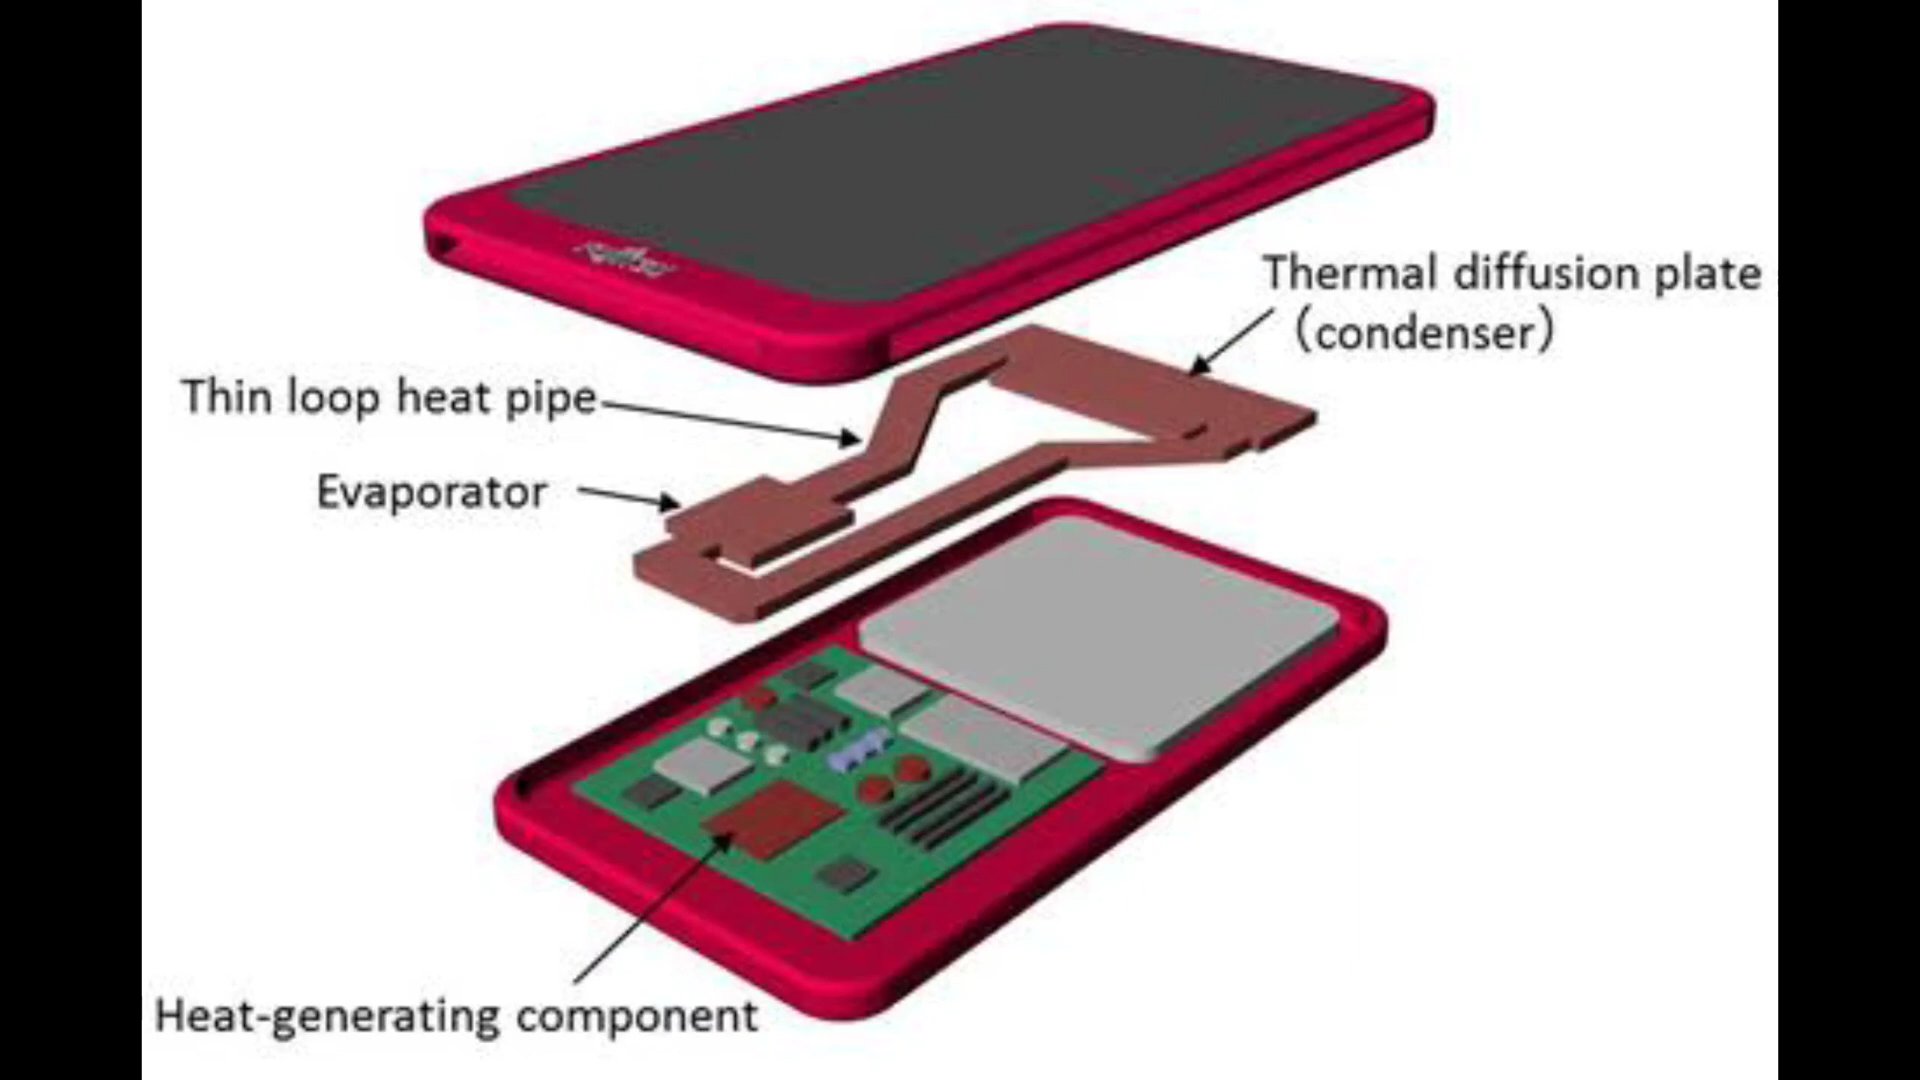 Thermal diffusion plate
(condenser)
Thin loop heat pipe
Evaporator
Heat-generating component